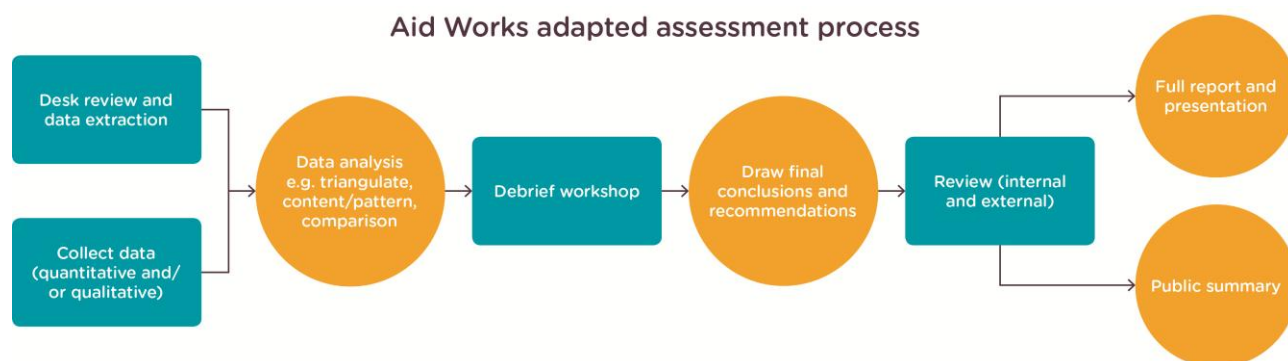 Aid Works adapted assessment process
Desk review and
data extraction
Collect data
(quantitative and/
or qualitative)
Data analysis
e.g. triangulate,
content/pattern,
comparison
Debrief workshop
Draw final
conclusions and
recommendations
Review (internal
and external)
Full report and
presentation
Public summary